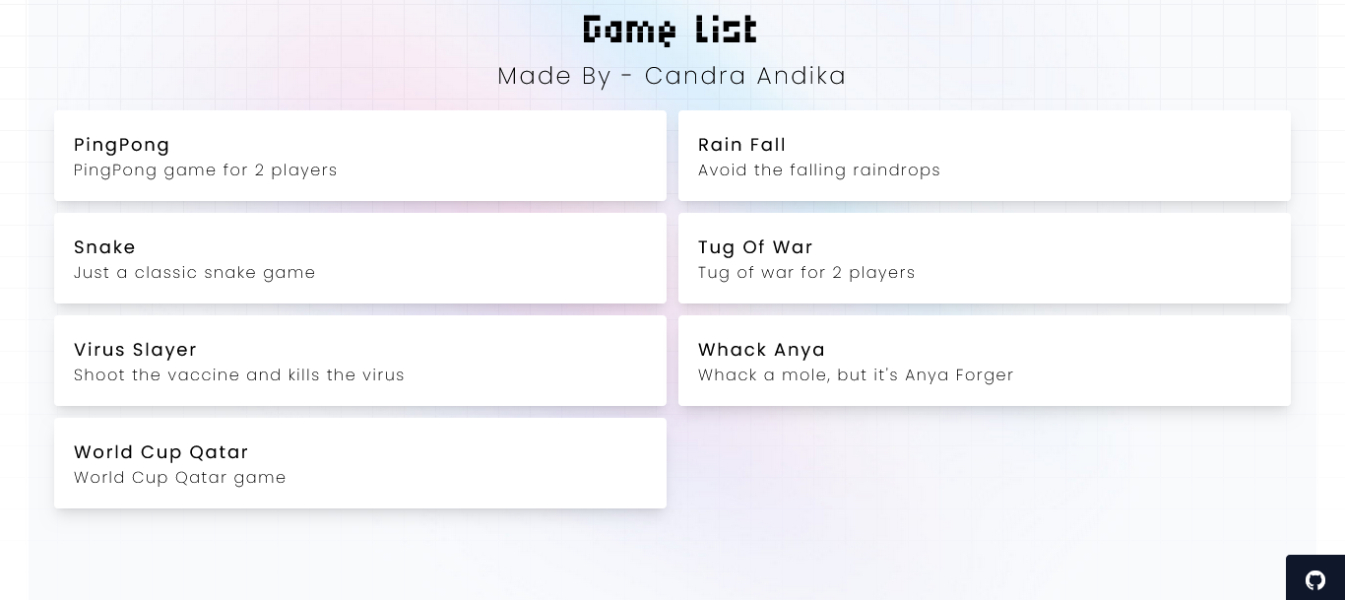 Game List
Made By - Candra Andika
PingPong
PingPong game for 2 players
Rain Fall
Avoid the falling raindrops
Snake
Just a classic snake game
Tug Of War
Tug of war for 2 players
Virus Slayer
Shoot the vaccine and kills the virus
Whack Anya
Whack a mole, but it's Anya Forger
World Cup Qatar
World Cup Qatar game